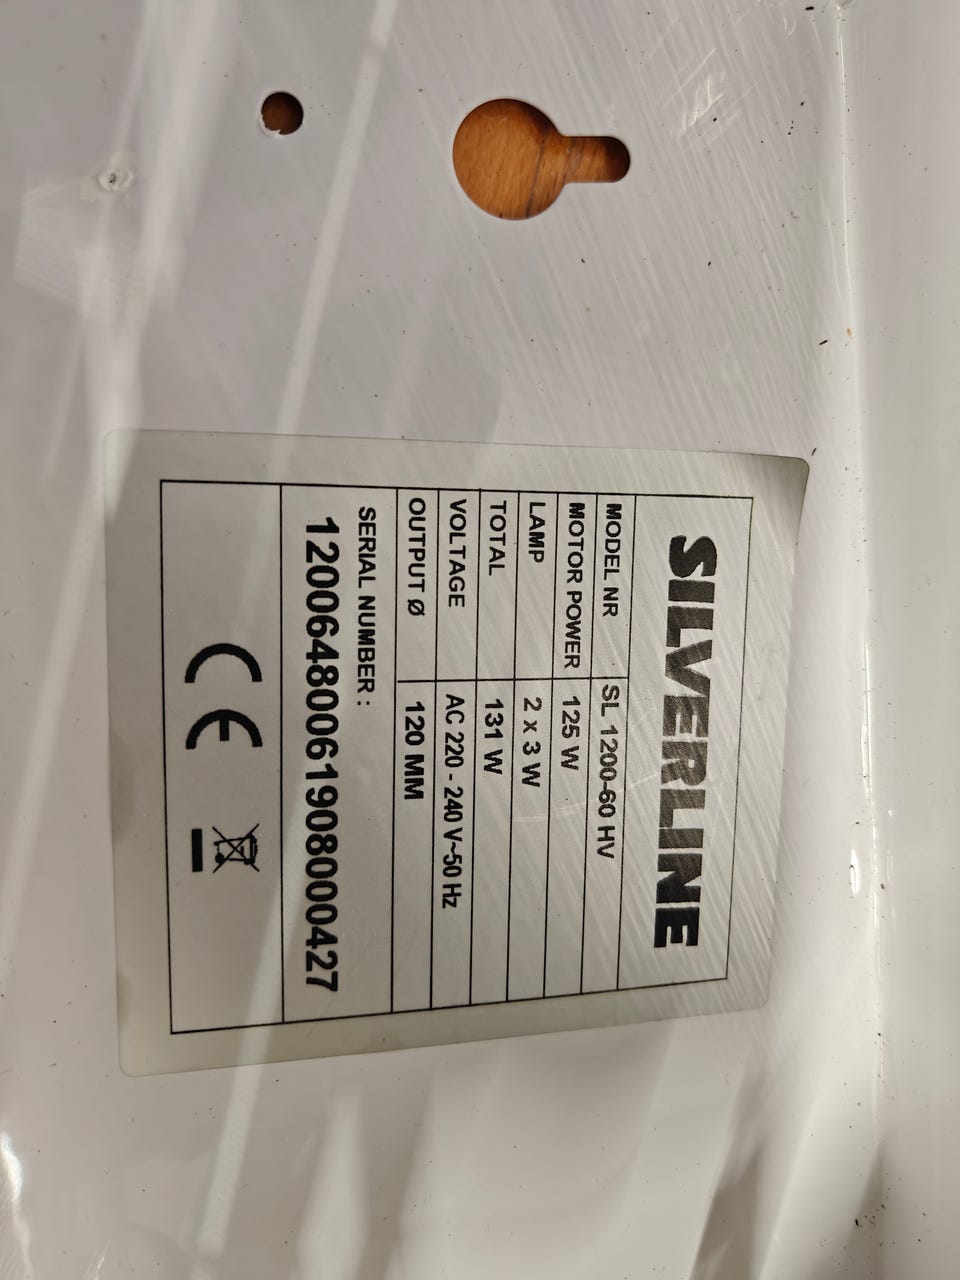 SILVERLINE
MODEL NR SL 1200-60 HV
MOTOR POWER 125 W
LAMP 2 x 3 W
TOTAL 131 W
VOLTAGE AC 220 - 240 V~50 Hz
OUTPUT Ø 120 MM
SERIAL NUMBER :
12006480061908000427
CE